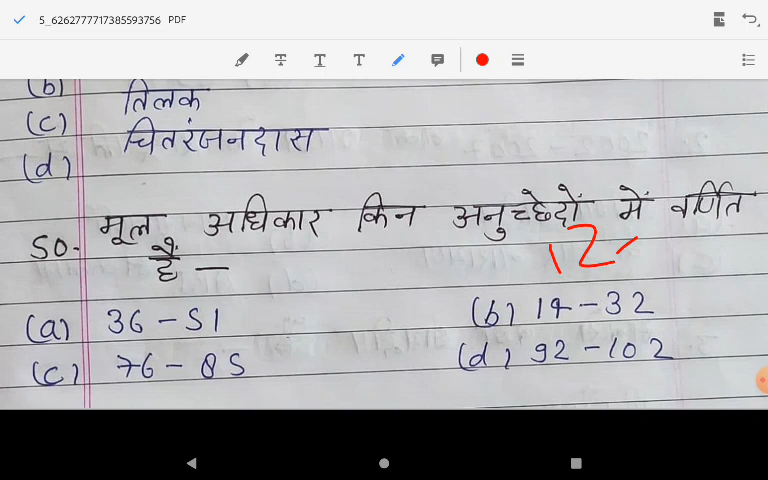 5_6262777717385593756 PDF
(b)
तिलक
(c)
चितरंजनदास
(d)
50- मूल अधिकार किन अनुच्छेदों में वर्णित
हैं —
12
(a) 36 - 51 (b) 14 - 32
(c) 76 - 85 (d) 92 - 102